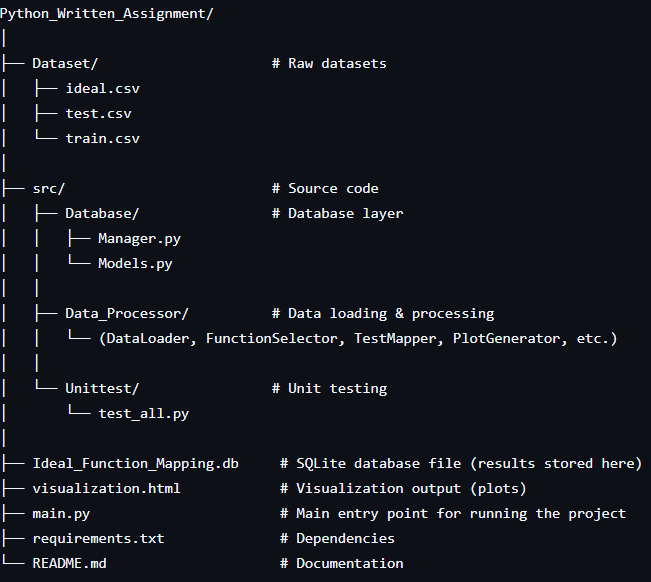 Python_Written_Assignment/
│
├── Dataset/                     # Raw datasets
│   ├── ideal.csv
│   ├── test.csv
│   └── train.csv
│
├── src/                         # Source code
│   ├── Database/                # Database layer
│   │   ├── Manager.py
│   │   └── Models.py
│   │
│   ├── Data_Processor/          # Data loading & processing
│   │   └── (DataLoader, FunctionSelector, TestMapper, PlotGenerator, etc.)
│   │
│   └── Unittest/                # Unit testing
│       └── test_all.py
│
├── Ideal_Function_Mapping.db     # SQLite database file (results stored here)
├── visualization.html            # Visualization output (plots)
├── main.py                       # Main entry point for running the project
├── requirements.txt              # Dependencies
└── README.md                     # Documentation